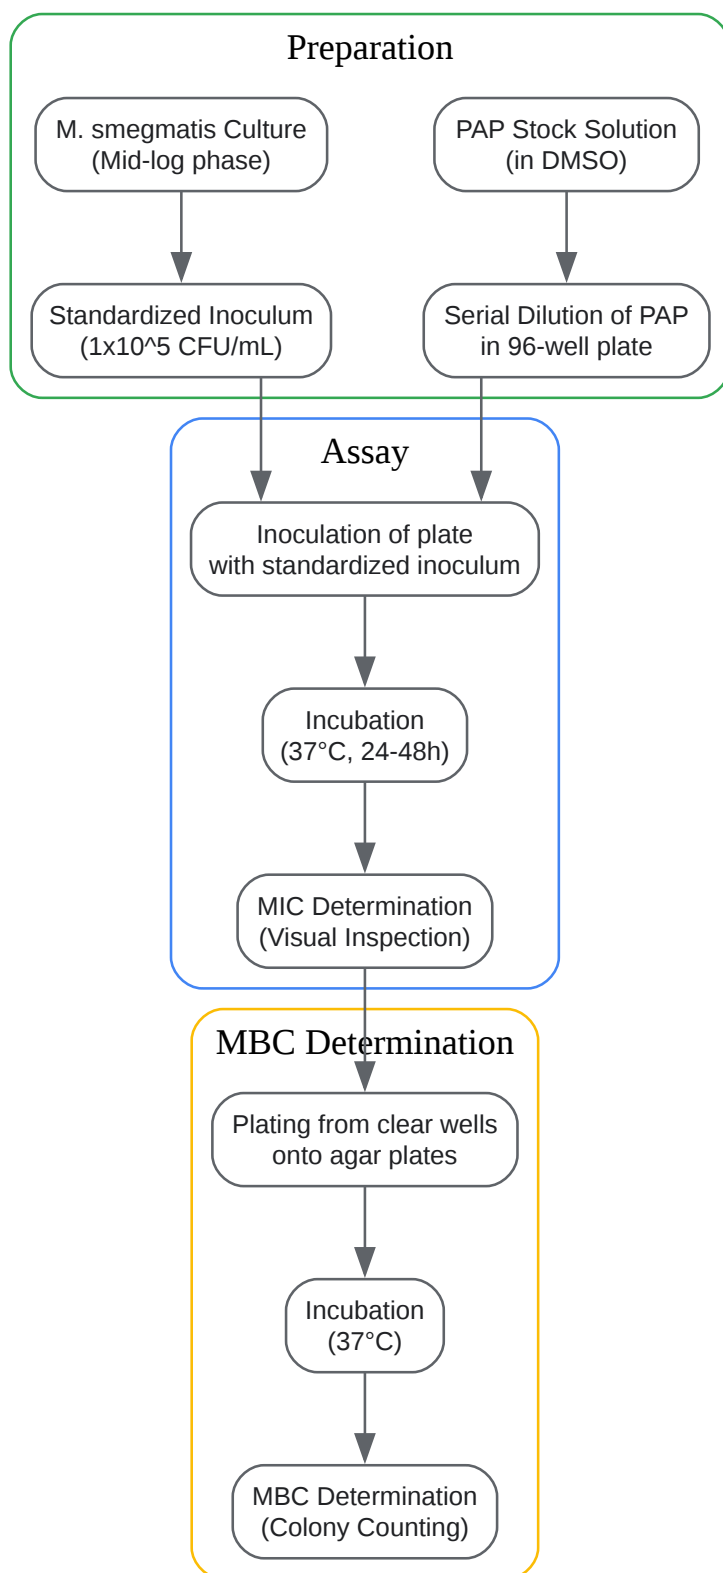 Preparation
M. smegmatis Culture
(Mid-log phase)
PAP Stock Solution
(in DMSO)
Standardized Inoculum
(1x10^5 CFU/mL)
Serial Dilution of PAP
in 96-well plate
Assay
Inoculation of plate
with standardized inoculum
Incubation
(37°C, 24-48h)
MIC Determination
(Visual Inspection)
MBC Determination
Plating from clear wells
onto agar plates
Incubation
(37°C)
MBC Determination
(Colony Counting)